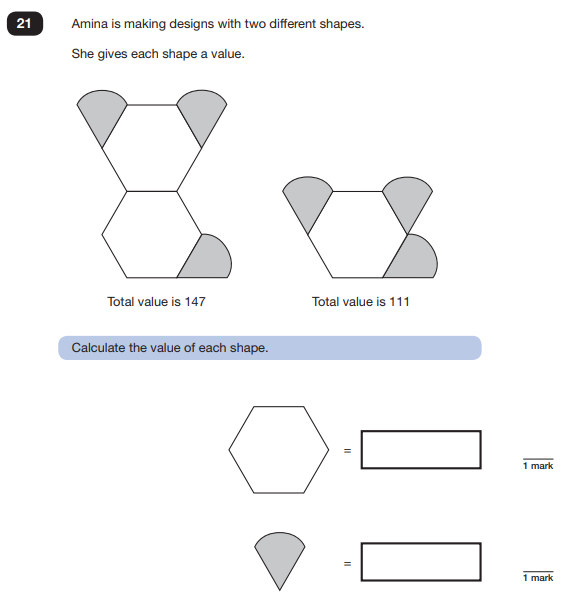 21
Amina is making designs with two different shapes.
She gives each shape a value.
Total value is 147
Total value is 111
Calculate the value of each shape.
=
1 mark
=
1 mark